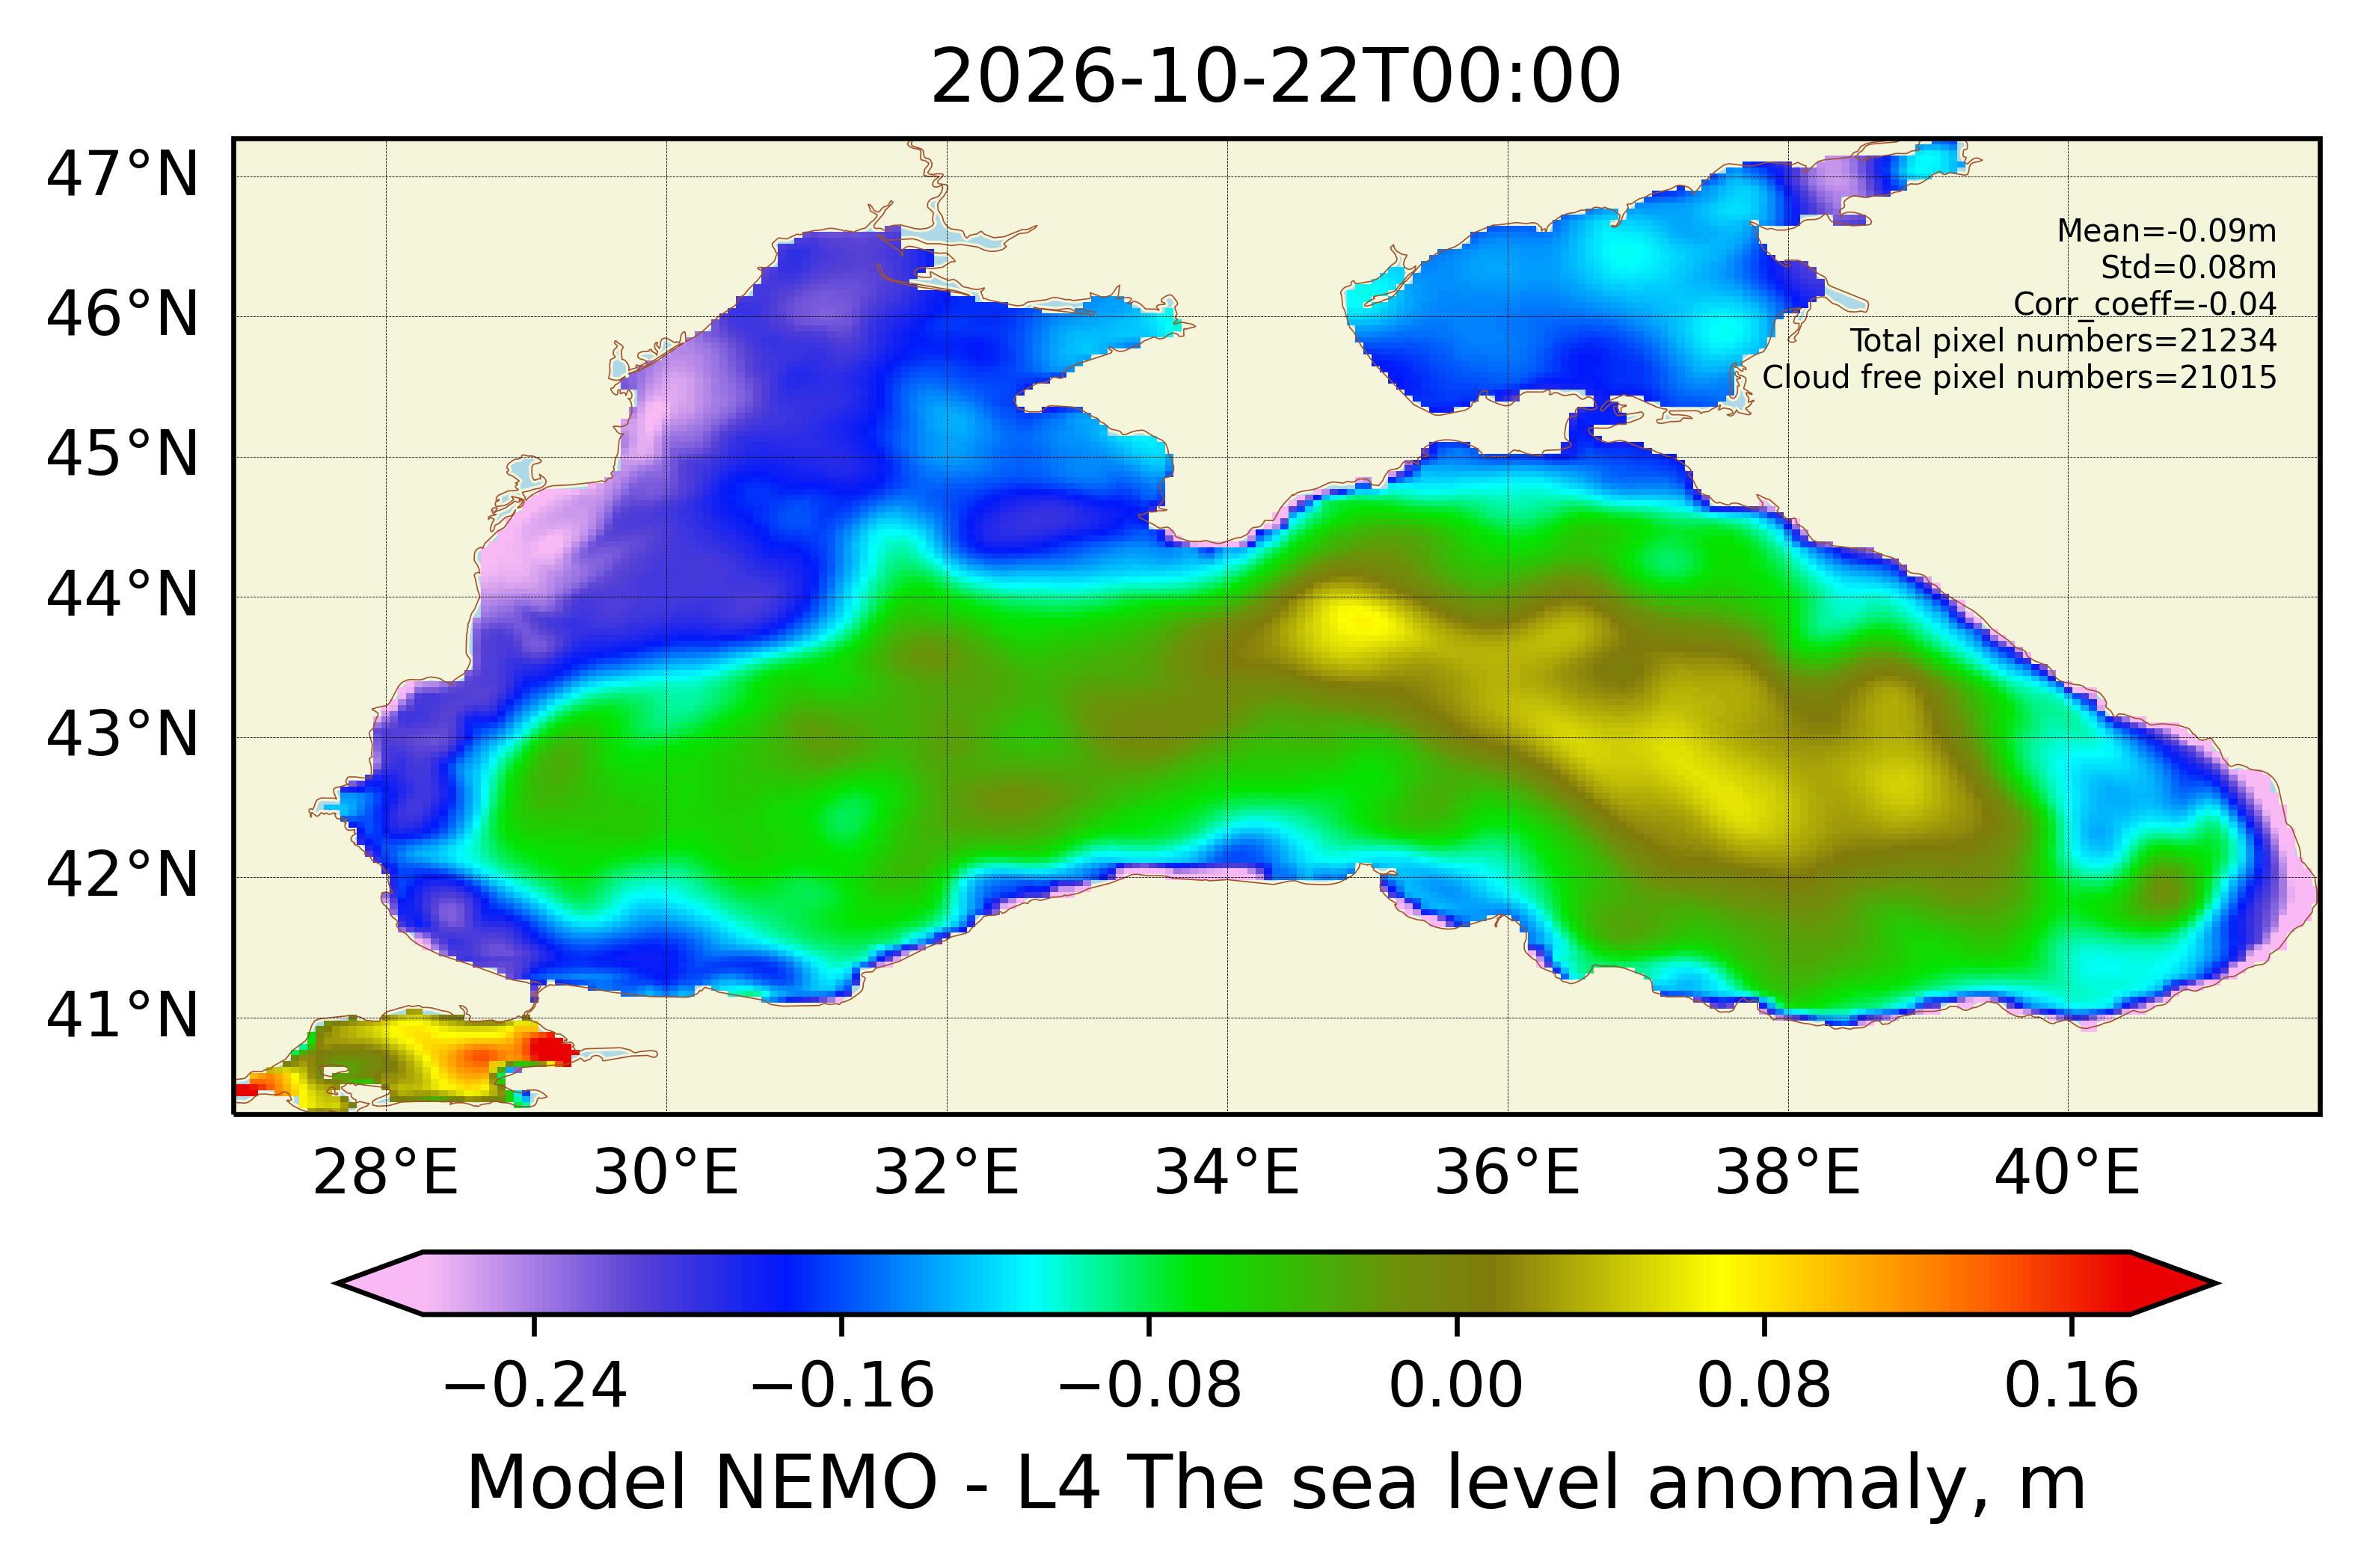 2026-10-22T00:00
47°N
46°N
45°N
44°N
43°N
42°N
41°N
Mean=-0.09m
Std=0.08m
Corr_coeff=-0.04
Total pixel numbers=21234
Cloud free pixel numbers=21015
28°E 30°E 32°E 34°E 36°E 38°E 40°E
−0.24 −0.16 −0.08 0.00 0.08 0.16
Model NEMO - L4 The sea level anomaly, m